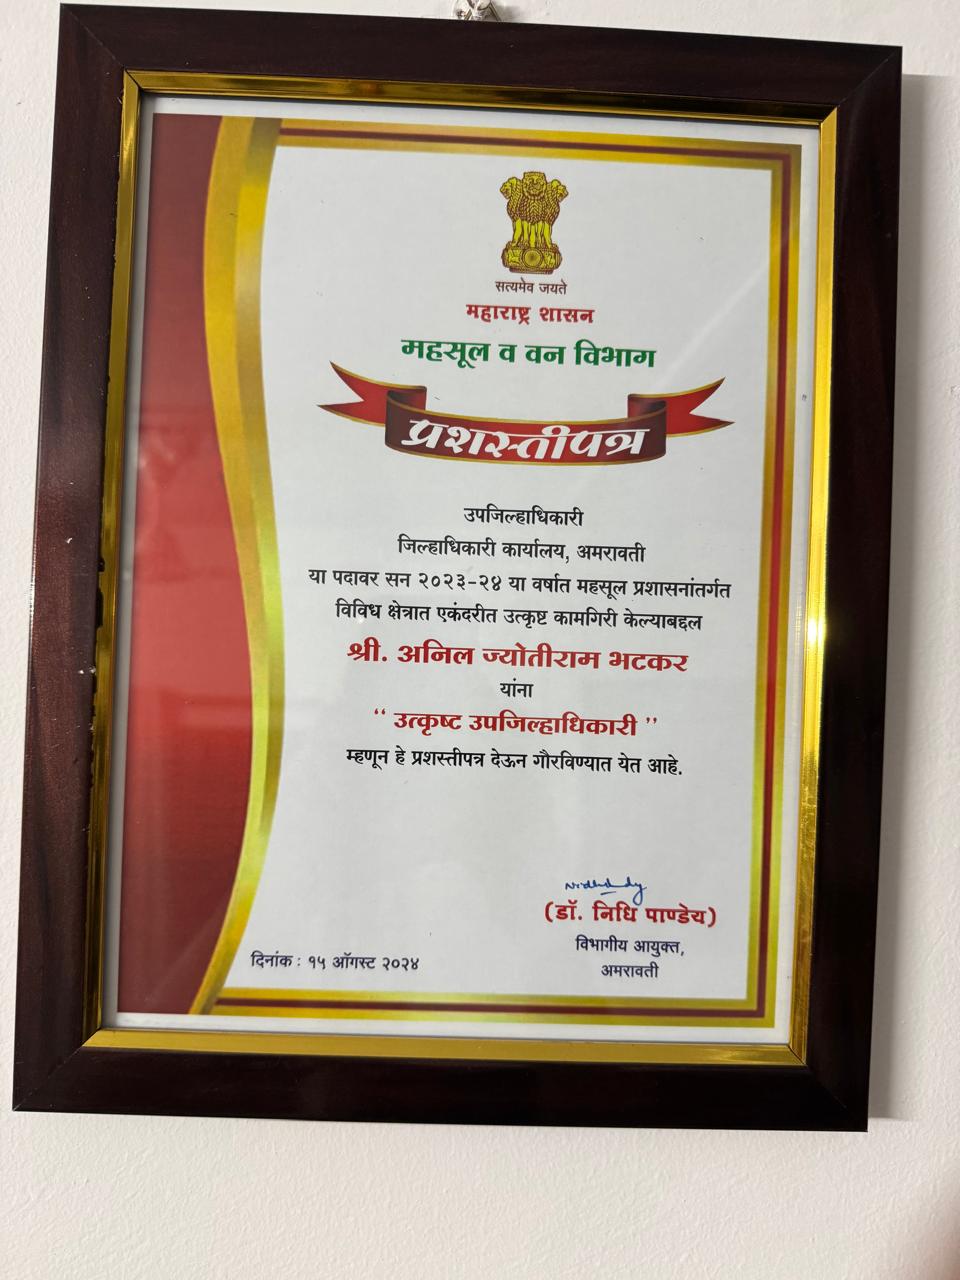 सत्यमेव जयते
महाराष्ट्र शासन
महसूल व वन विभाग
प्रशस्तीपत्र
उपजिल्हाधिकारी
जिल्हाधिकारी कार्यालय, अमरावती
या पदावर सन २०२३-२४ या वर्षात महसूल प्रशासनांतर्गत
विविध क्षेत्रात एकंदरीत उत्कृष्ट कामगिरी केल्याबद्दल
श्री. अनिल ज्योतीराम भटकर
यांना
“ उत्कृष्ट उपजिल्हाधिकारी ”
म्हणून हे प्रशस्तीपत्र देऊन गौरविण्यात येत आहे.
(डॉ. निधि पाण्डेय)
विभागीय आयुक्त,
अमरावती
दिनांक : १५ ऑगस्ट २०२४